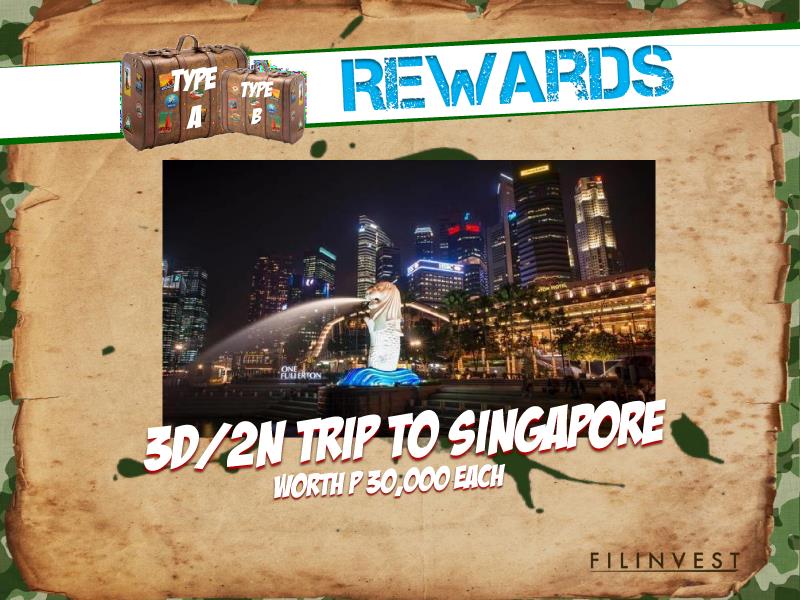 TYPE
A
TYPE
B
REWARDS
ONE
FULLERTON
3D/2N TRIP TO SINGAPORE
WORTH P 30,000 EACH
FILINVEST